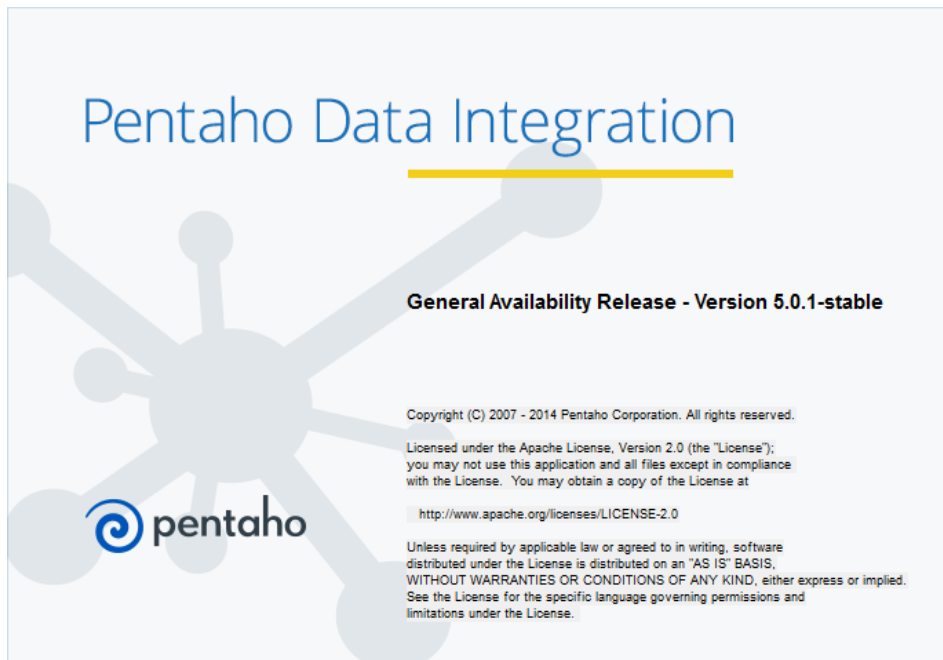 Pentaho Data Integration
General Availability Release - Version 5.0.1-stable
Copyright (C) 2007 - 2014 Pentaho Corporation. All rights reserved.
Licensed under the Apache License, Version 2.0 (the "License");
you may not use this application and all files except in compliance
with the License.  You may obtain a copy of the License at
http://www.apache.org/licenses/LICENSE-2.0
pentaho
Unless required by applicable law or agreed to in writing, software
distributed under the License is distributed on an "AS IS" BASIS,
WITHOUT WARRANTIES OR CONDITIONS OF ANY KIND, either express or implied.
See the License for the specific language governing permissions and
limitations under the License.